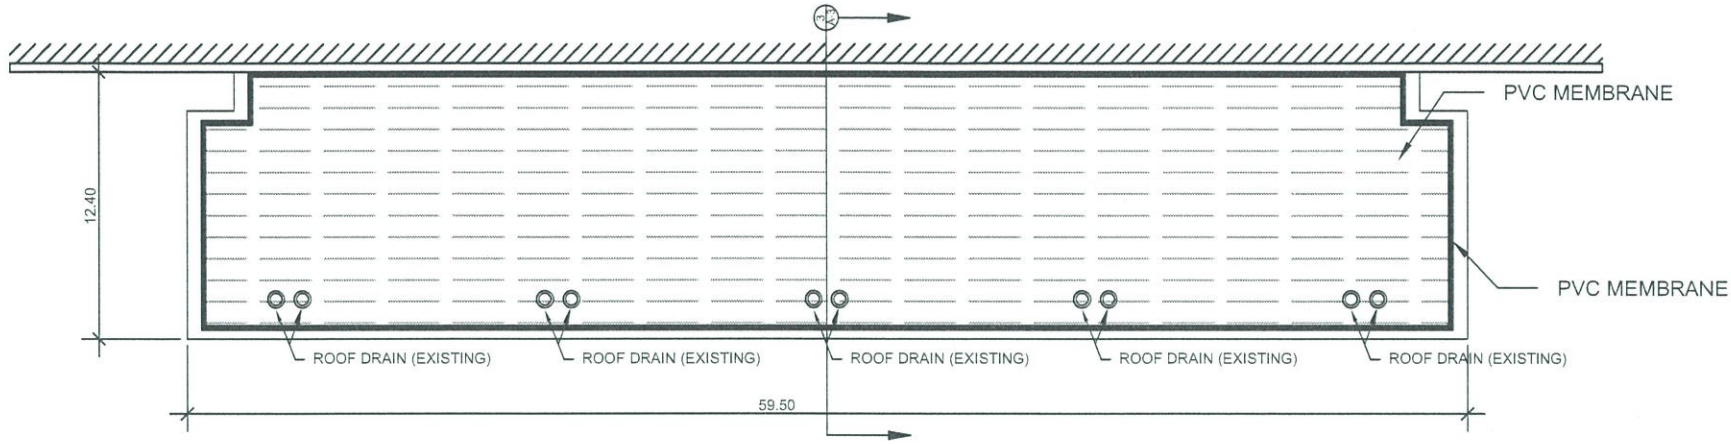 3
A-3
PVC MEMBRANE
12.40
PVC MEMBRANE
ROOF DRAIN (EXISTING)
ROOF DRAIN (EXISTING)
ROOF DRAIN (EXISTING)
ROOF DRAIN (EXISTING)
ROOF DRAIN (EXISTING)
59.50